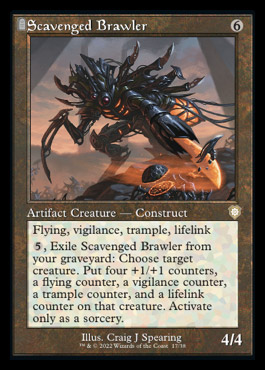 Scavenged Brawler 6
Artifact Creature — Construct
Flying, vigilance, trample, lifelink
5, Exile Scavenged Brawler from
your graveyard: Choose target
creature. Put four +1/+1 counters,
a flying counter, a vigilance counter,
a trample counter, and a lifelink
counter on that creature. Activate
only as a sorcery.
Illus. Craig J Spearing
4/4
™ & © 2022 Wizards of the Coast